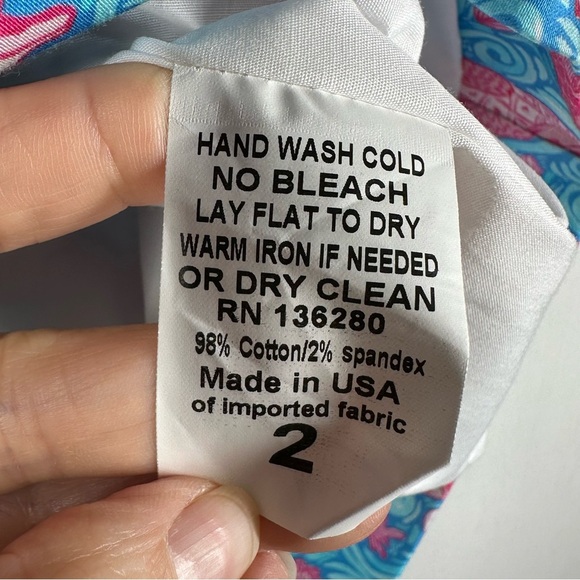 HAND WASH COLD
NO BLEACH
LAY FLAT TO DRY
WARM IRON IF NEEDED
OR DRY CLEAN
RN 136280
98% Cotton/2% spandex
Made in USA
of imported fabric
2